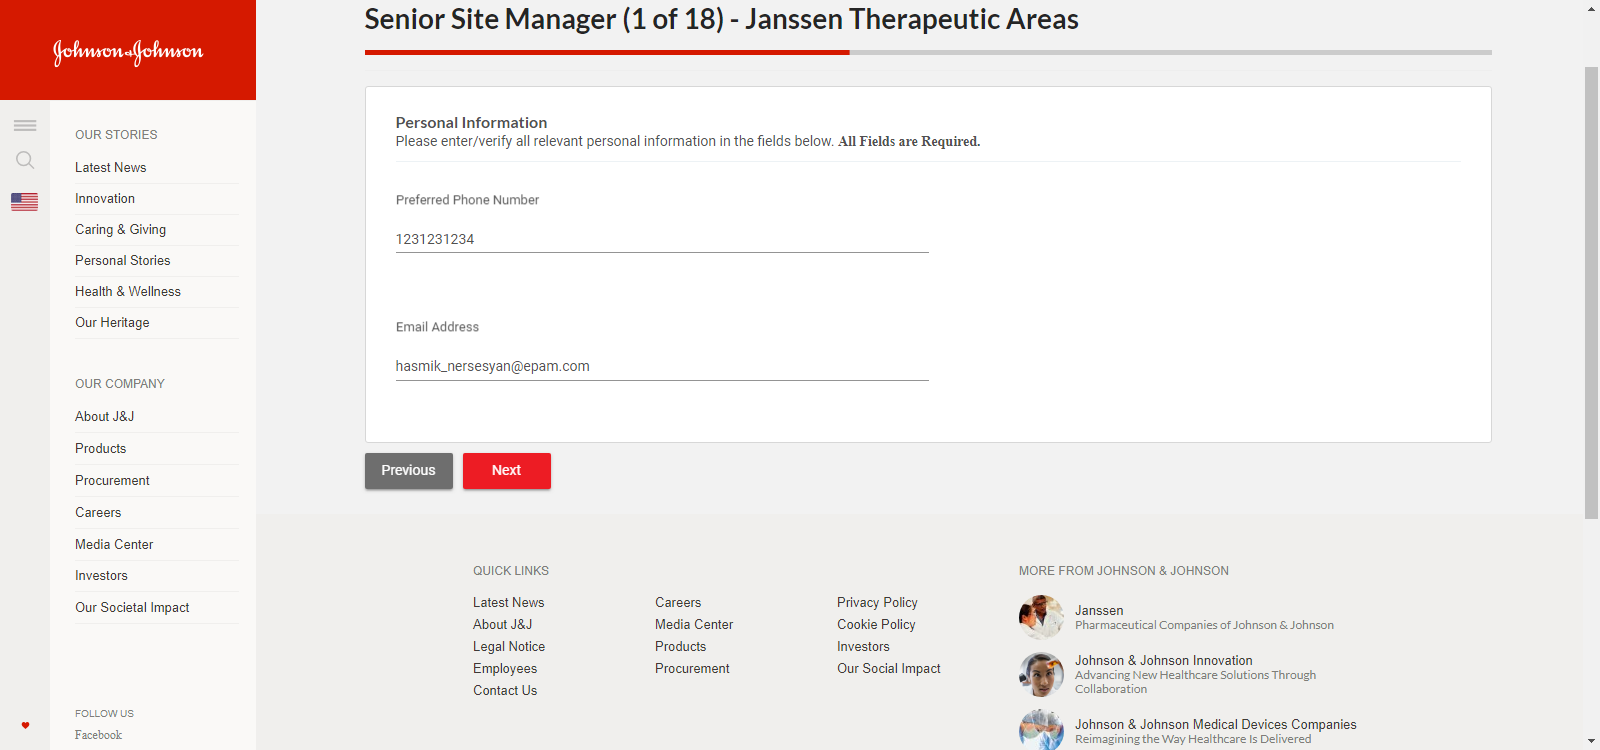 Johnson & Johnson
OUR STORIES
Latest News
Innovation
Caring & Giving
Personal Stories
Health & Wellness
Our Heritage
OUR COMPANY
About J&J
Products
Procurement
Careers
Media Center
Investors
Our Societal Impact
FOLLOW US
Facebook
Senior Site Manager (1 of 18) - Janssen Therapeutic Areas
Personal Information
Please enter/verify all relevant personal information in the fields below. All Fields are Required.
Preferred Phone Number
1231231234
Email Address
hasmik_nersesyan@epam.com
Previous
Next
QUICK LINKS
Latest News
About J&J
Legal Notice
Employees
Contact Us
Careers
Media Center
Products
Procurement
Privacy Policy
Cookie Policy
Investors
Our Social Impact
MORE FROM JOHNSON & JOHNSON
Janssen
Pharmaceutical Companies of Johnson & Johnson
Johnson & Johnson Innovation
Advancing New Healthcare Solutions Through
Collaboration
Johnson & Johnson Medical Devices Companies
Reimagining the Way Healthcare Is Delivered